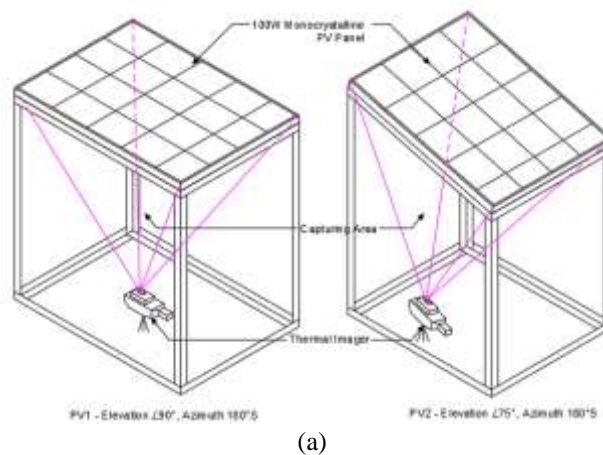 100W Monocrystalline
PV Panel
Capturing Area
Thermal Imager
PV1 - Elevation ∠90°, Azimuth 180°S
PV2 - Elevation ∠75°, Azimuth 180°S
(a)